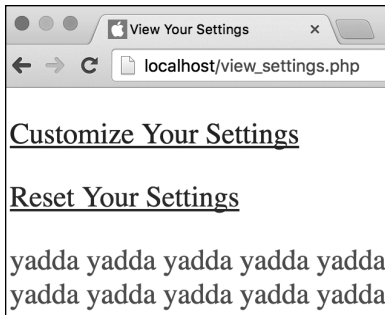 View Your Settings
localhost/view_settings.php
Customize Your Settings
Reset Your Settings
yadda yadda yadda yadda yadda
yadda yadda yadda yadda yadda